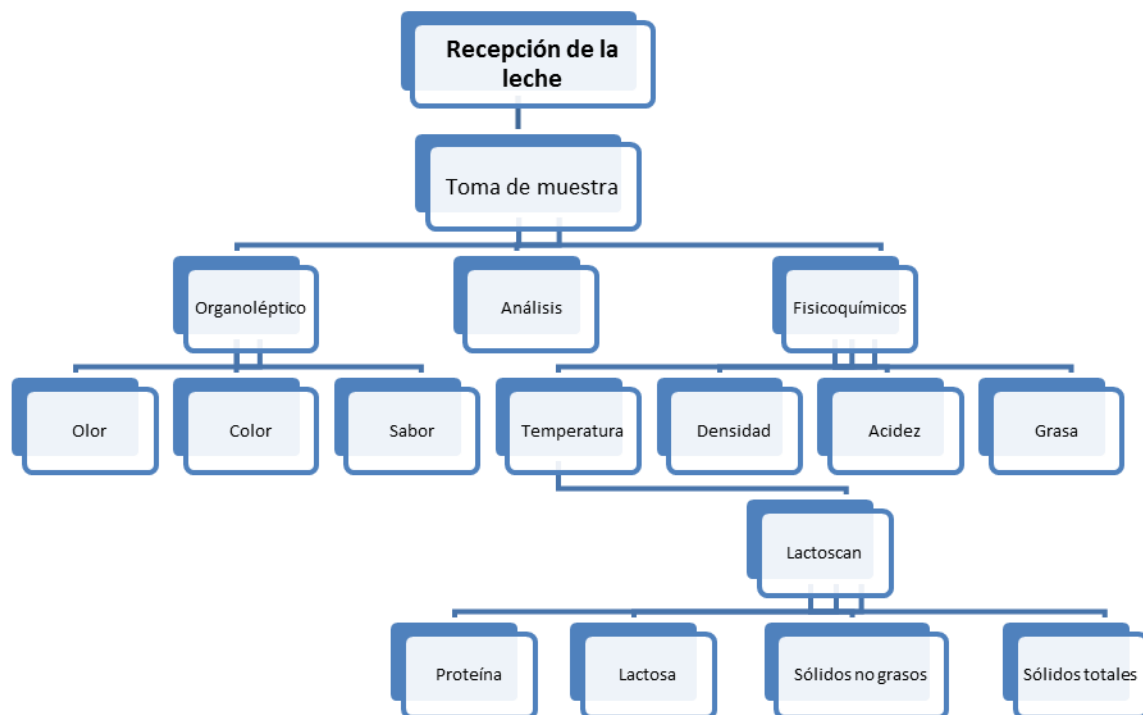 Recepción de la
leche
Toma de muestra
Organoléptico
Análisis
Fisicoquímicos
Olor
Color
Sabor
Temperatura
Densidad
Acidez
Grasa
Lactoscan
Proteína
Lactosa
Sólidos no grasos
Sólidos totales